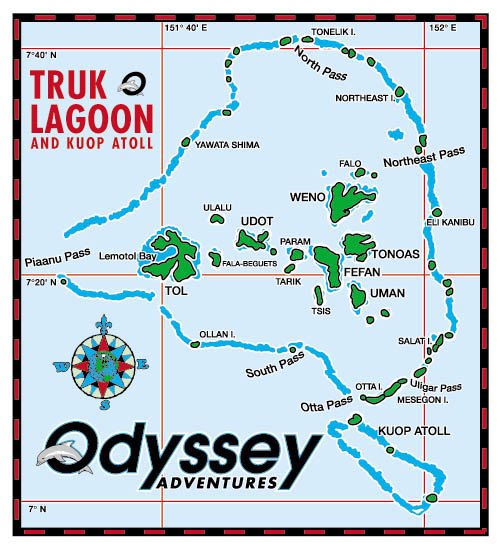 151° 40' E
152° E
TONELIK I.
7°40' N
North Pass
TRUK
LAGOON
AND KUOP ATOLL
NORTHEAST I.
YAWATA SHIMA
Northeast Pass
FALO
WENO
ULALU
UDOT
ELI KANIBU
Piaanu Pass
Lemotol Bay
PARAM
TONOAS
FALA-BEGUETS
FEFAN
TARIK
7°20' N
TOL
UMAN
TSIS
OLLAN I.
SALAT I.
W
E
S
South Pass
OTTA I.
Uligar Pass
MESEGON I.
Otta Pass
KUOP ATOLL
Odyssey
ADVENTURES
7° N